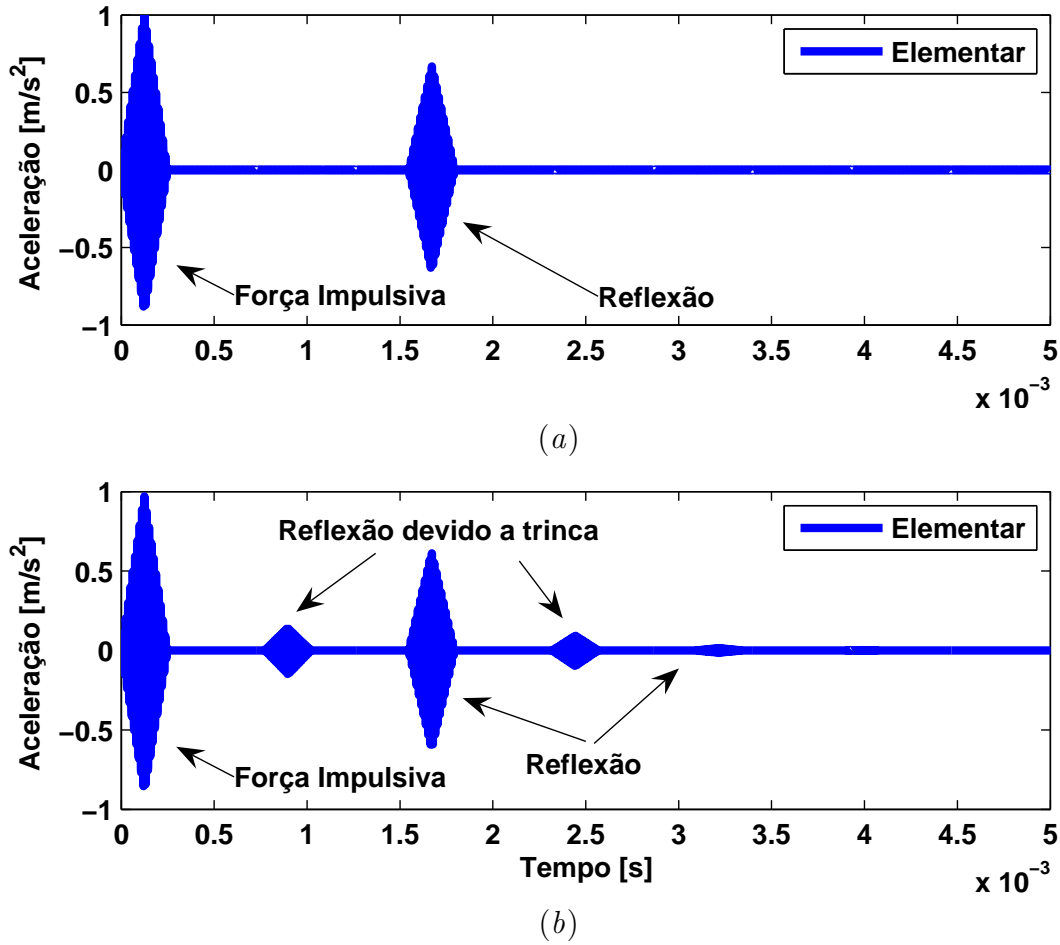 Aceleração [m/s²]
1
0.5
0
−0.5
−1
Elementar
Força Impulsiva
Reflexão
0 0.5 1 1.5 2 2.5 3 3.5 4 4.5 5
x 10⁻³
(a)
Aceleração [m/s²]
1
0.5
0
−0.5
−1
Reflexão devido a trinca
Elementar
Força Impulsiva
Reflexão
0 0.5 1 1.5 2 2.5 3 3.5 4 4.5 5
Tempo [s]
x 10⁻³
(b)